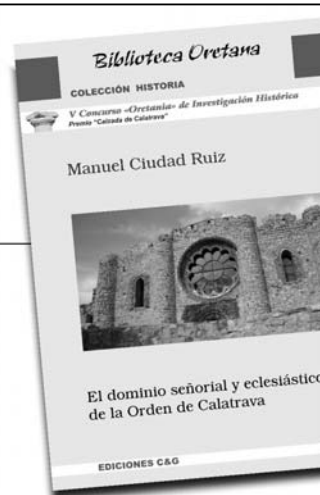 Biblioteca Oretana
COLECCIÓN HISTORIA
V Concurso «Oretania» de Investigación Histórica
Premio "Calzada de Calatrava"
Manuel Ciudad Ruiz
El dominio señorial y eclesiástico
de la Orden de Calatrava
EDICIONES C&G